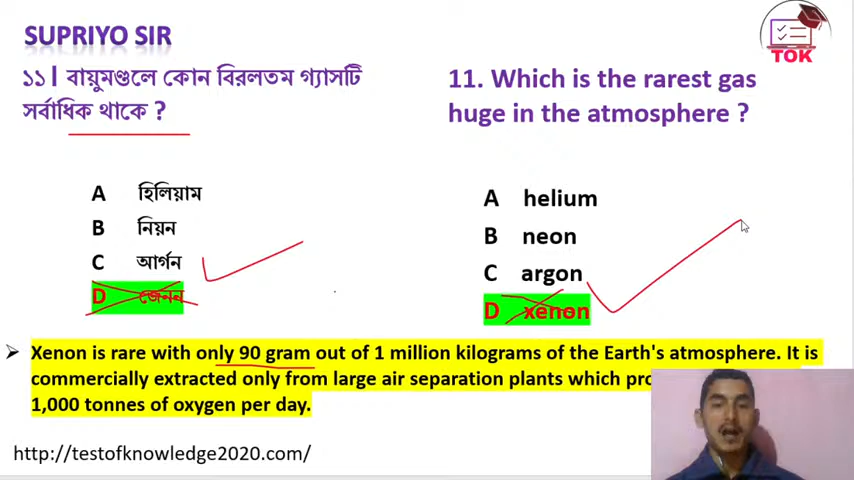 SUPRIYO SIR
TOK
১১। বায়ুমণ্ডলে কোন বিরলতম গ্যাসটি
সর্বাধিক থাকে ?
11. Which is the rarest gas
huge in the atmosphere ?
A হিলিয়াম
B নিয়ন
C আর্গন
D জেনন
A helium
B neon
C argon
D xenon
Xenon is rare with only 90 gram out of 1 million kilograms of the Earth's atmosphere. It is
commercially extracted only from large air separation plants which
1,000 tonnes of oxygen per day.
http://testofknowledge2020.com/